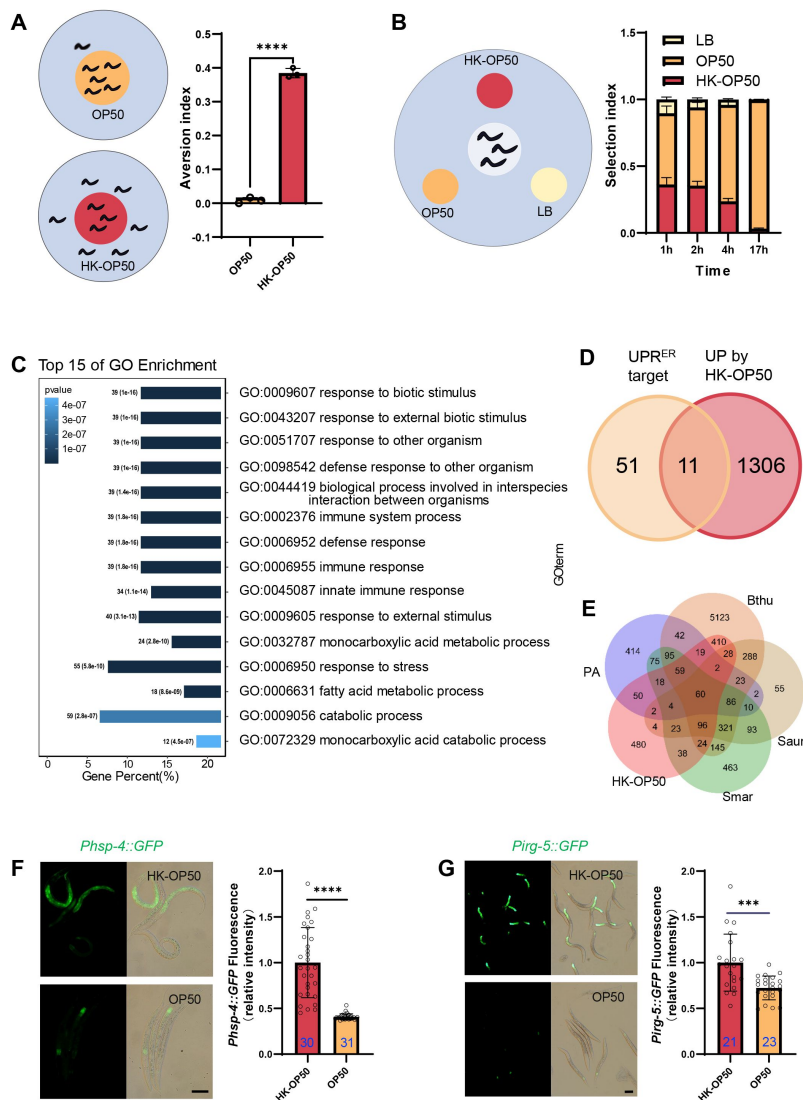 A
OP50
HK-OP50
Aversion index
****
0.5
0.4
0.3
0.2
0.1
0.0
-0.1
OP50
HK-OP50
B
HK-OP50
OP50
LB
LB
OP50
HK-OP50
Selection index
1.0
0.5
0.0
1h 2h 4h 17h
Time
C
Top 15 of GO Enrichment
pvalue
4e-07
3e-07
2e-07
1e-07
39 (1e-16) GO:0009607 response to biotic stimulus
39 (1e-16) GO:0043207 response to external biotic stimulus
39 (1e-16) GO:0051707 response to other organism
39 (1e-16) GO:0098542 defense response to other organism
39 (1.4e-16) GO:0044419 biological process involved in interspecies
interaction between organisms
39 (1.8e-16) GO:0002376 immune system process
39 (1.8e-16) GO:0006952 defense response
39 (1.8e-16) GO:0006955 immune response
34 (1.1e-14) GO:0045087 innate immune response
40 (3.1e-13) GO:0009605 response to external stimulus
24 (2.8e-10) GO:0032787 monocarboxylic acid metabolic process
55 (5.8e-10) GO:0006950 response to stress
18 (8.6e-09) GO:0006631 fatty acid metabolic process
59 (2.8e-07) GO:0009056 catabolic process
12 (4.5e-07) GO:0072329 monocarboxylic acid catabolic process
0 5 10 15 20
Gene Percent(%)
GOterm
D
UPRER UP by
target HK-OP50
51 11 1306
E
Bthu
5123
42
410
19
28
288
414
75
95
2
59
23
2
55
PA
18
60
86
10
50
4
2
4
23
96
321
93
Saur
480
38
24
145
HK-OP50
463
Smar
F
Phsp-4::GFP
HK-OP50
OP50
Phsp-4::GFP Fluorescence
(relative intensity)
2.0
1.5
1.0
0.5
0.0
****
30
31
HK-OP50
OP50
G
Pirg-5::GFP
HK-OP50
OP50
Pirg-5::GFP Fluorescence
(relative intensity)
2.0
1.5
1.0
0.5
0.0
***
21
23
HK-OP50
OP50